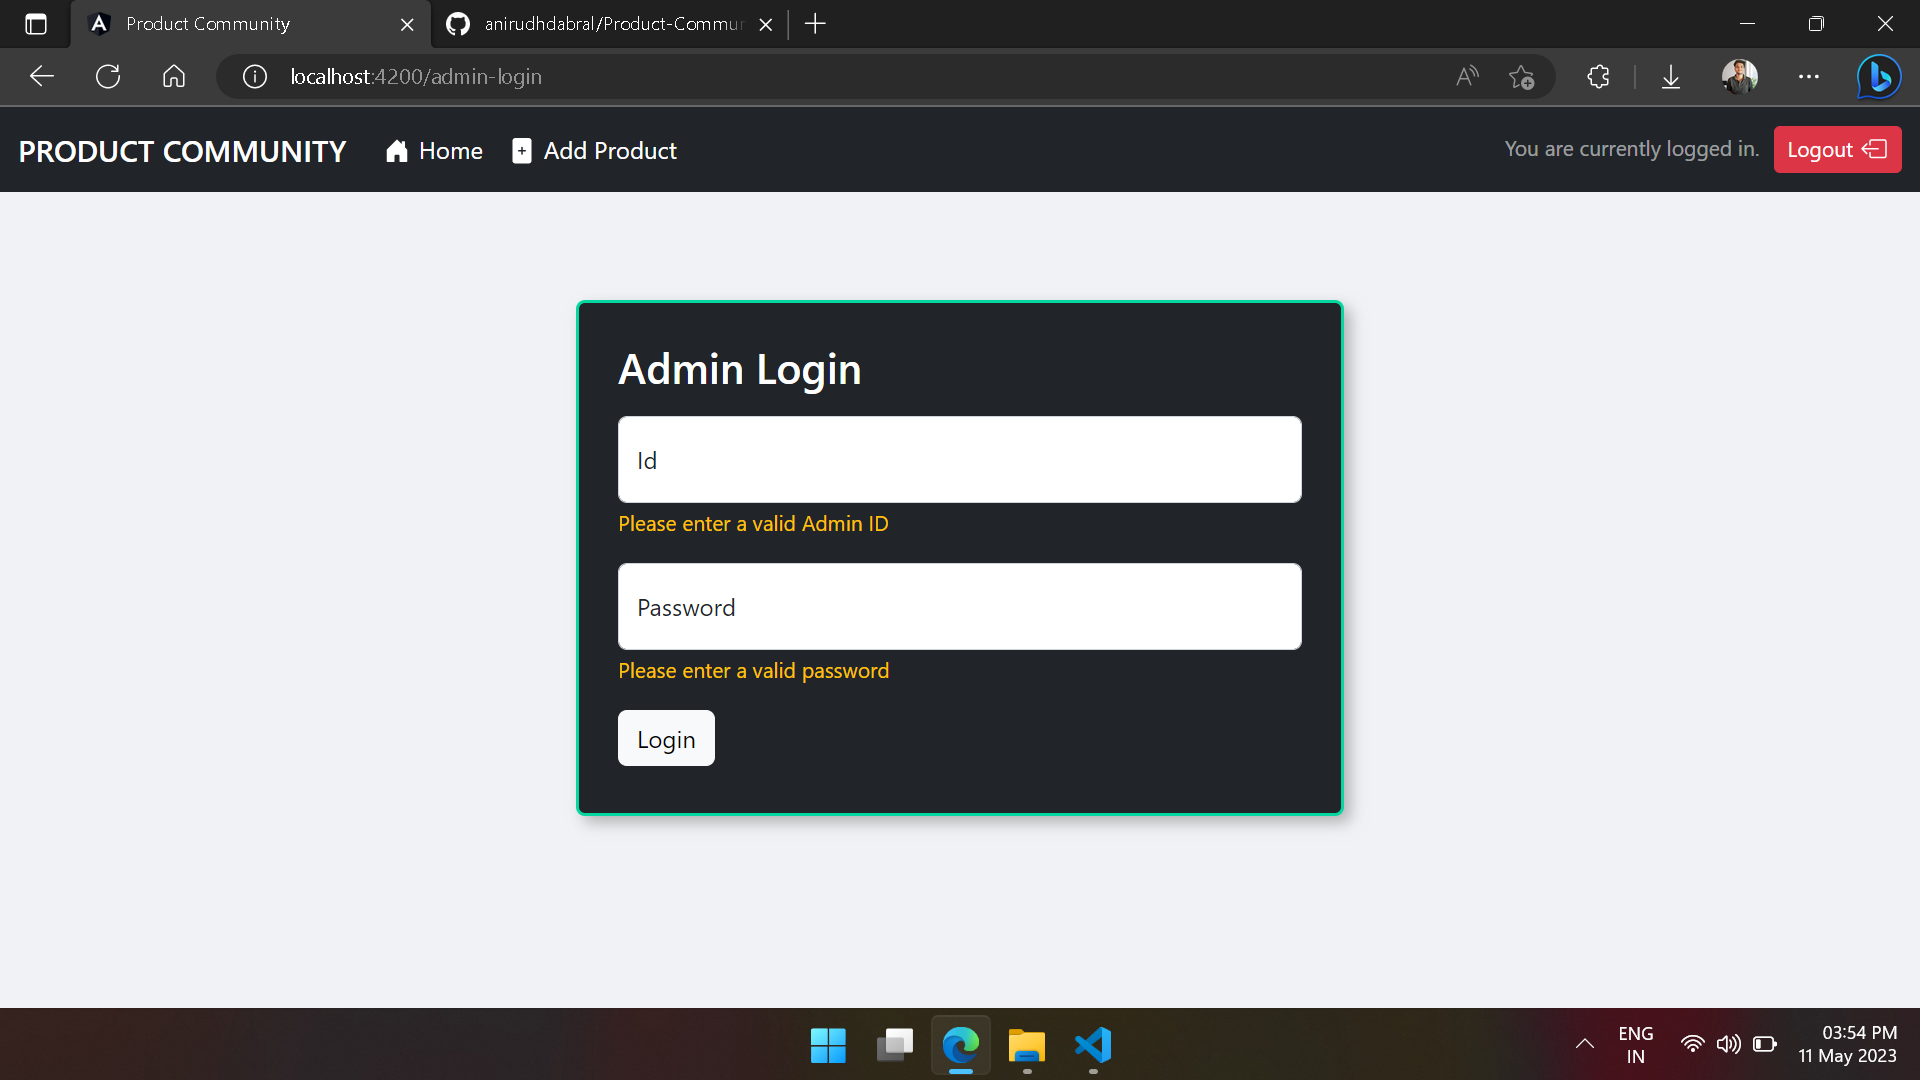 Product Community
anirudhdabral/Product-Commun
localhost:4200/admin-login
PRODUCT COMMUNITY
Home
Add Product
You are currently logged in.
Logout
Admin Login
Id
Please enter a valid Admin ID
Password
Please enter a valid password
Login
ENG
IN
03:54 PM
11 May 2023